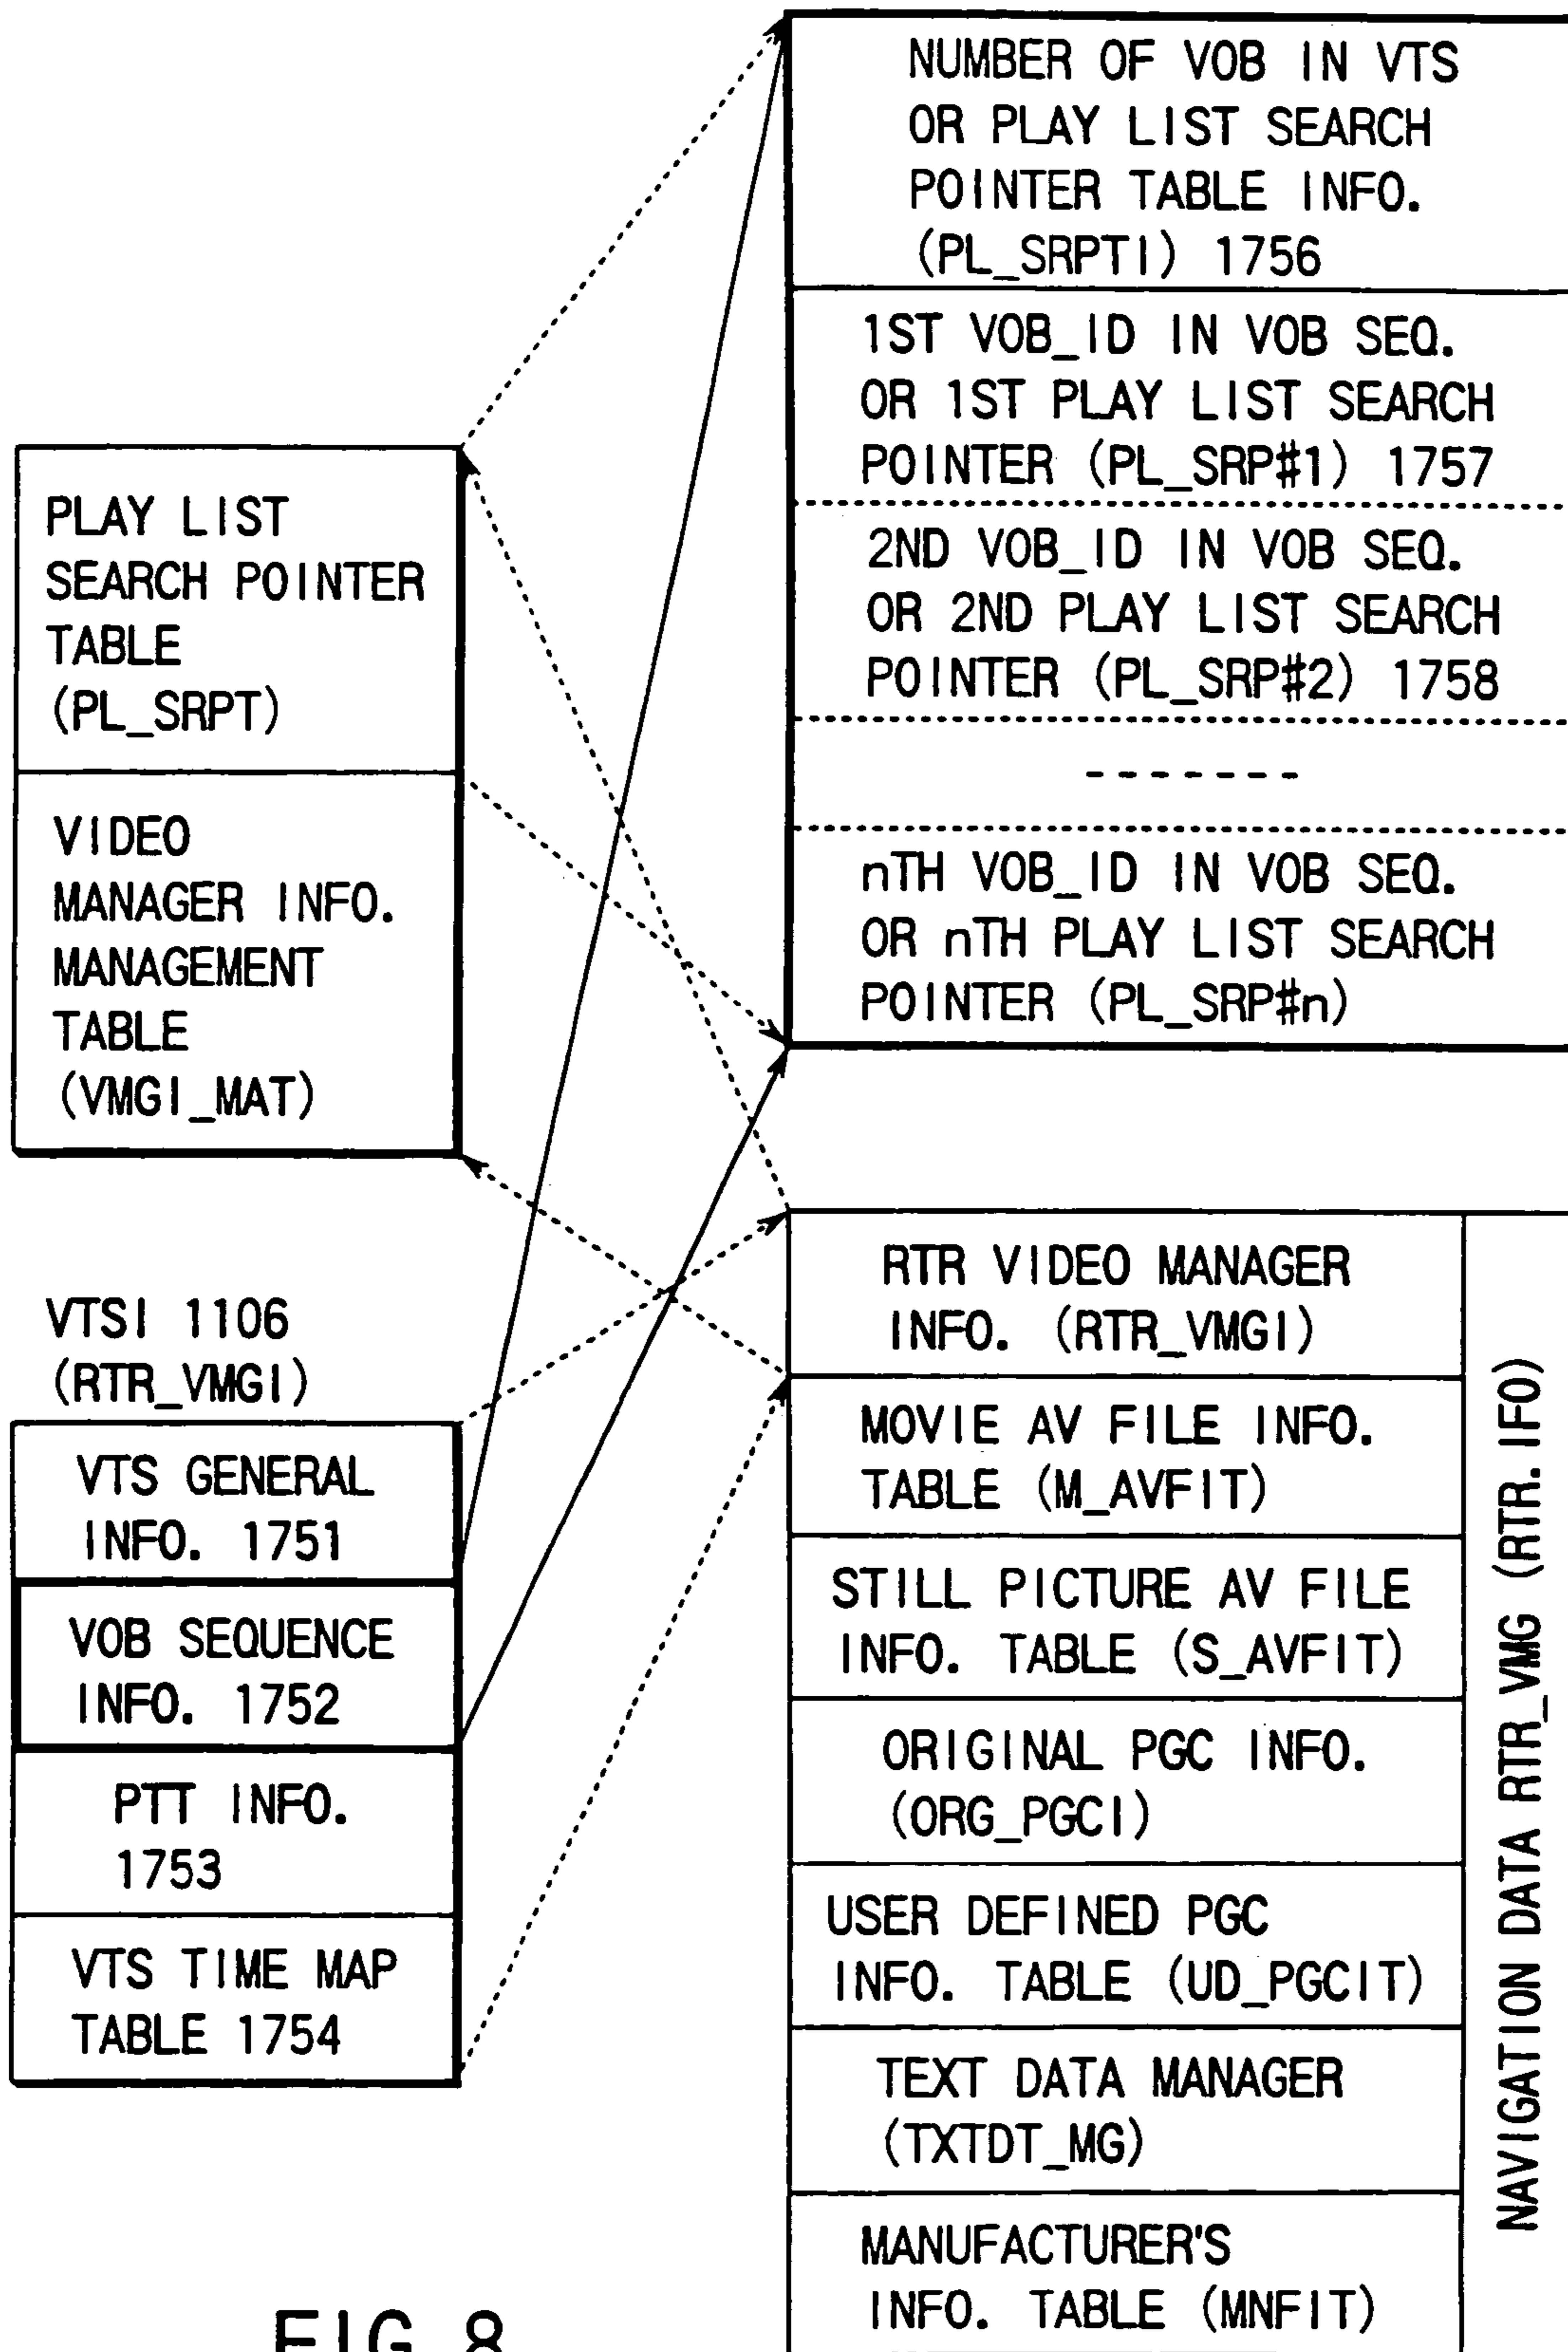 NUMBER OF VOB IN VTS
OR PLAY LIST SEARCH
POINTER TABLE INFO.
(PL_SRPTI) 1756
1ST VOB_ID IN VOB SEQ.
OR 1ST PLAY LIST SEARCH
POINTER (PL_SRP#1) 1757
2ND VOB_ID IN VOB SEQ.
OR 2ND PLAY LIST SEARCH
POINTER (PL_SRP#2) 1758
-------
nTH VOB_ID IN VOB SEQ.
OR nTH PLAY LIST SEARCH
POINTER (PL_SRP#n)
PLAY LIST
SEARCH POINTER
TABLE
(PL_SRPT)
VIDEO
MANAGER INFO.
MANAGEMENT
TABLE
(VMGI_MAT)
VTSI 1106
(RTR_VMGI)
VTS GENERAL
INFO. 1751
VOB SEQUENCE
INFO. 1752
PTT INFO.
1753
VTS TIME MAP
TABLE 1754
RTR VIDEO MANAGER
INFO. (RTR_VMGI)
MOVIE AV FILE INFO.
TABLE (M_AVFIT)
STILL PICTURE AV FILE
INFO. TABLE (S_AVFIT)
ORIGINAL PGC INFO.
(ORG_PGCI)
USER DEFINED PGC
INFO. TABLE (UD_PGCIT)
TEXT DATA MANAGER
(TXTDT_MG)
MANUFACTURER'S
INFO. TABLE (MNFIT)
NAVIGATION DATA RTR_VMG (RTR.IFO)
FIG. 8